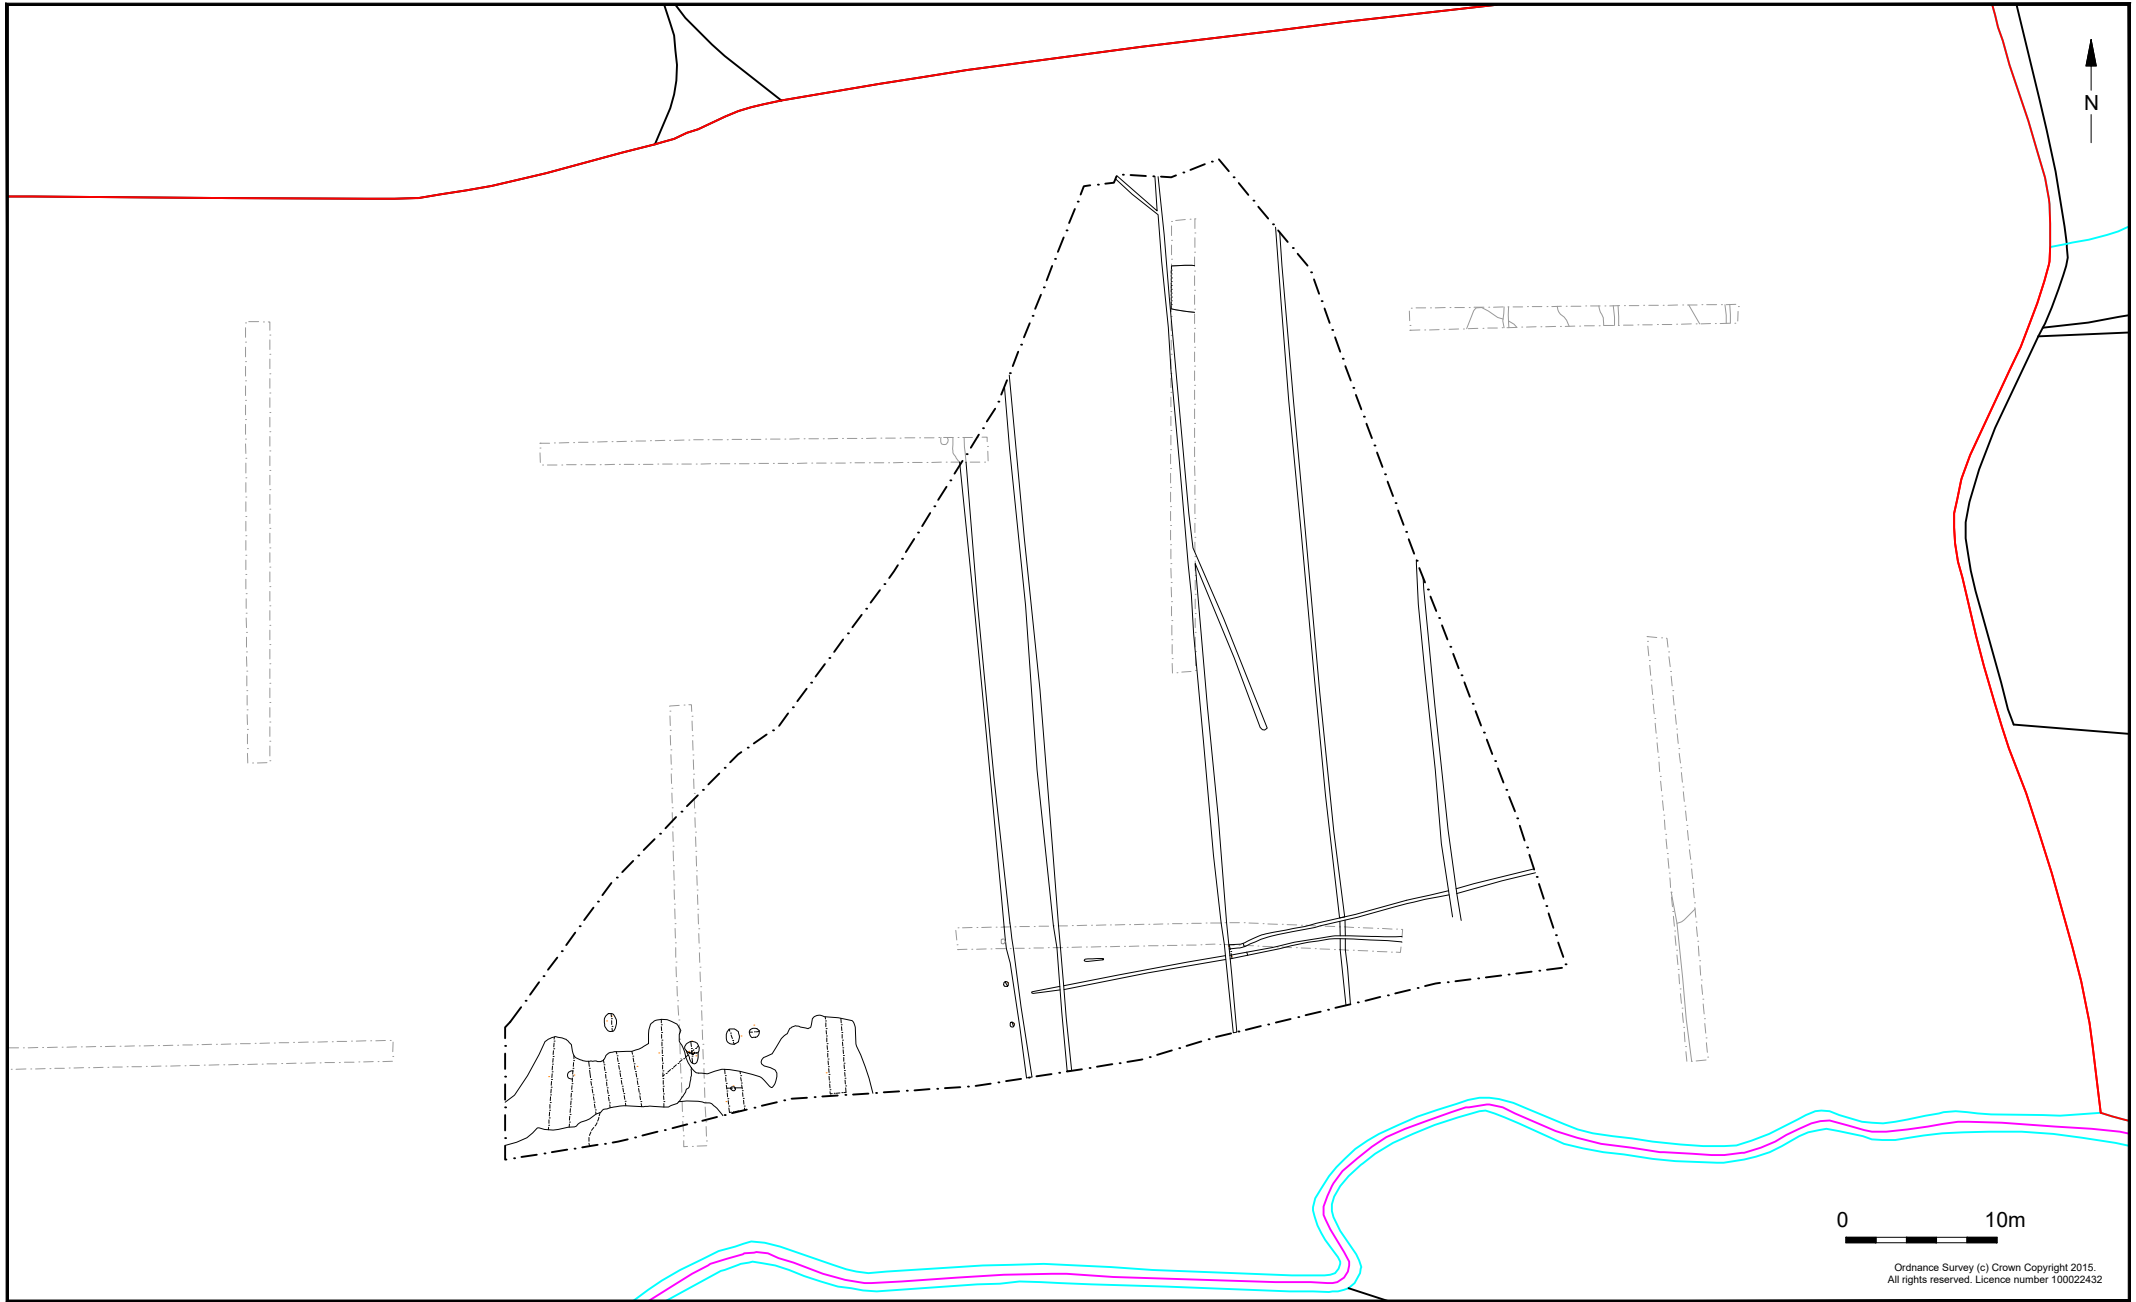 N
0 10m
Ordnance Survey (c) Crown Copyright 2015.
All rights reserved. Licence number 100022432